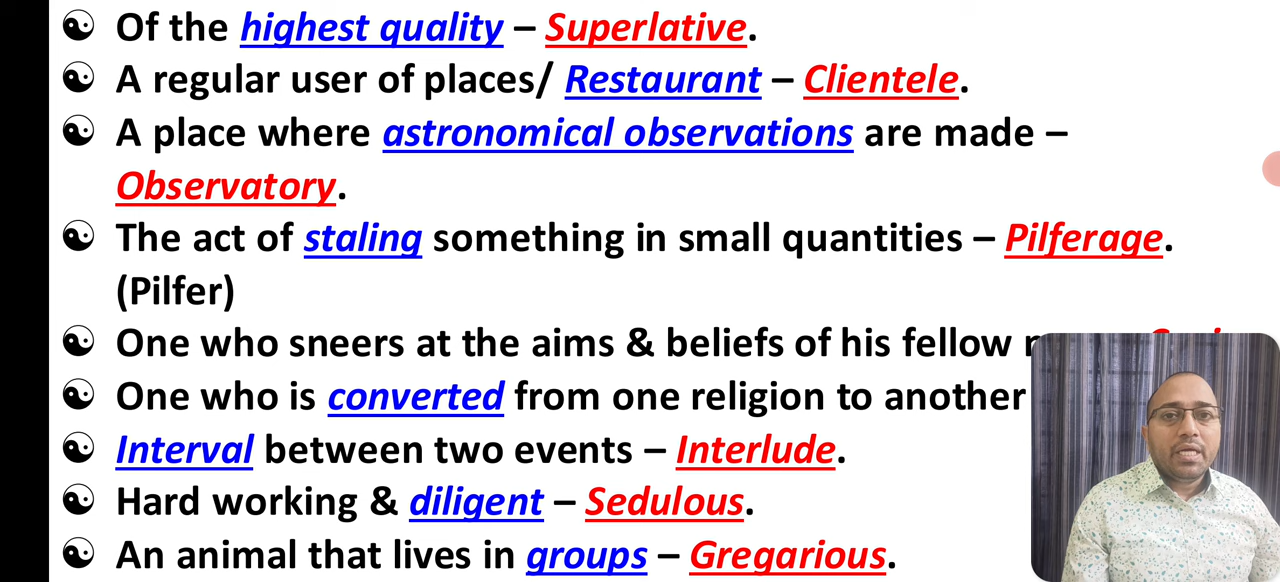 Of the highest quality – Superlative.
A regular user of places/ Restaurant – Clientele.
A place where astronomical observations are made –
Observatory.
The act of staling something in small quantities – Pilferage.
(Pilfer)
One who sneers at the aims & beliefs of his fellow
One who is converted from one religion to another
Interval between two events – Interlude.
Hard working & diligent – Sedulous.
An animal that lives in groups – Gregarious.